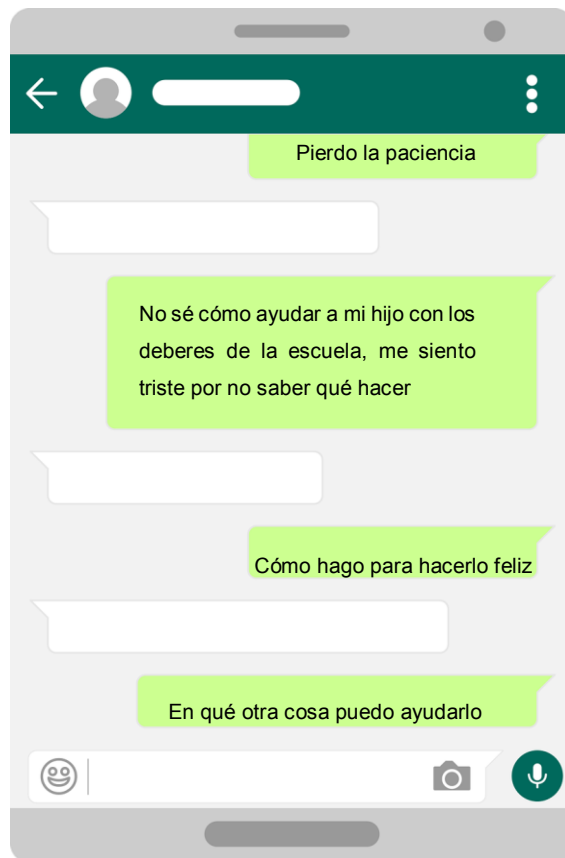 Pierdo la paciencia
No sé cómo ayudar a mi hijo con los
deberes de la escuela, me siento
triste por no saber qué hacer
Cómo hago para hacerlo feliz
En qué otra cosa puedo ayudarlo